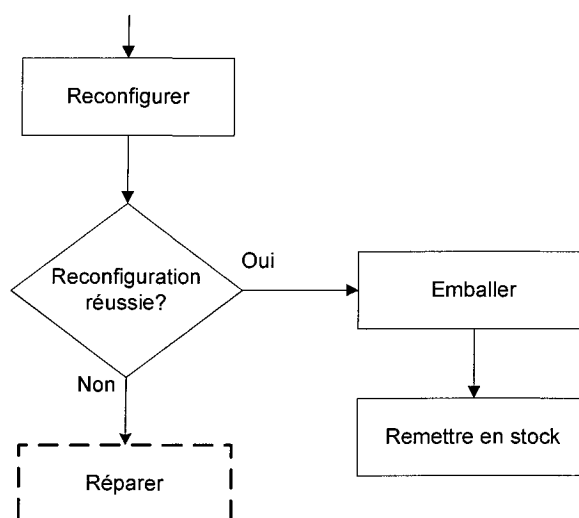 Reconfigurer
Reconfiguration
réussie?
Oui
Emballer
Non
Remettre en stock
Réparer